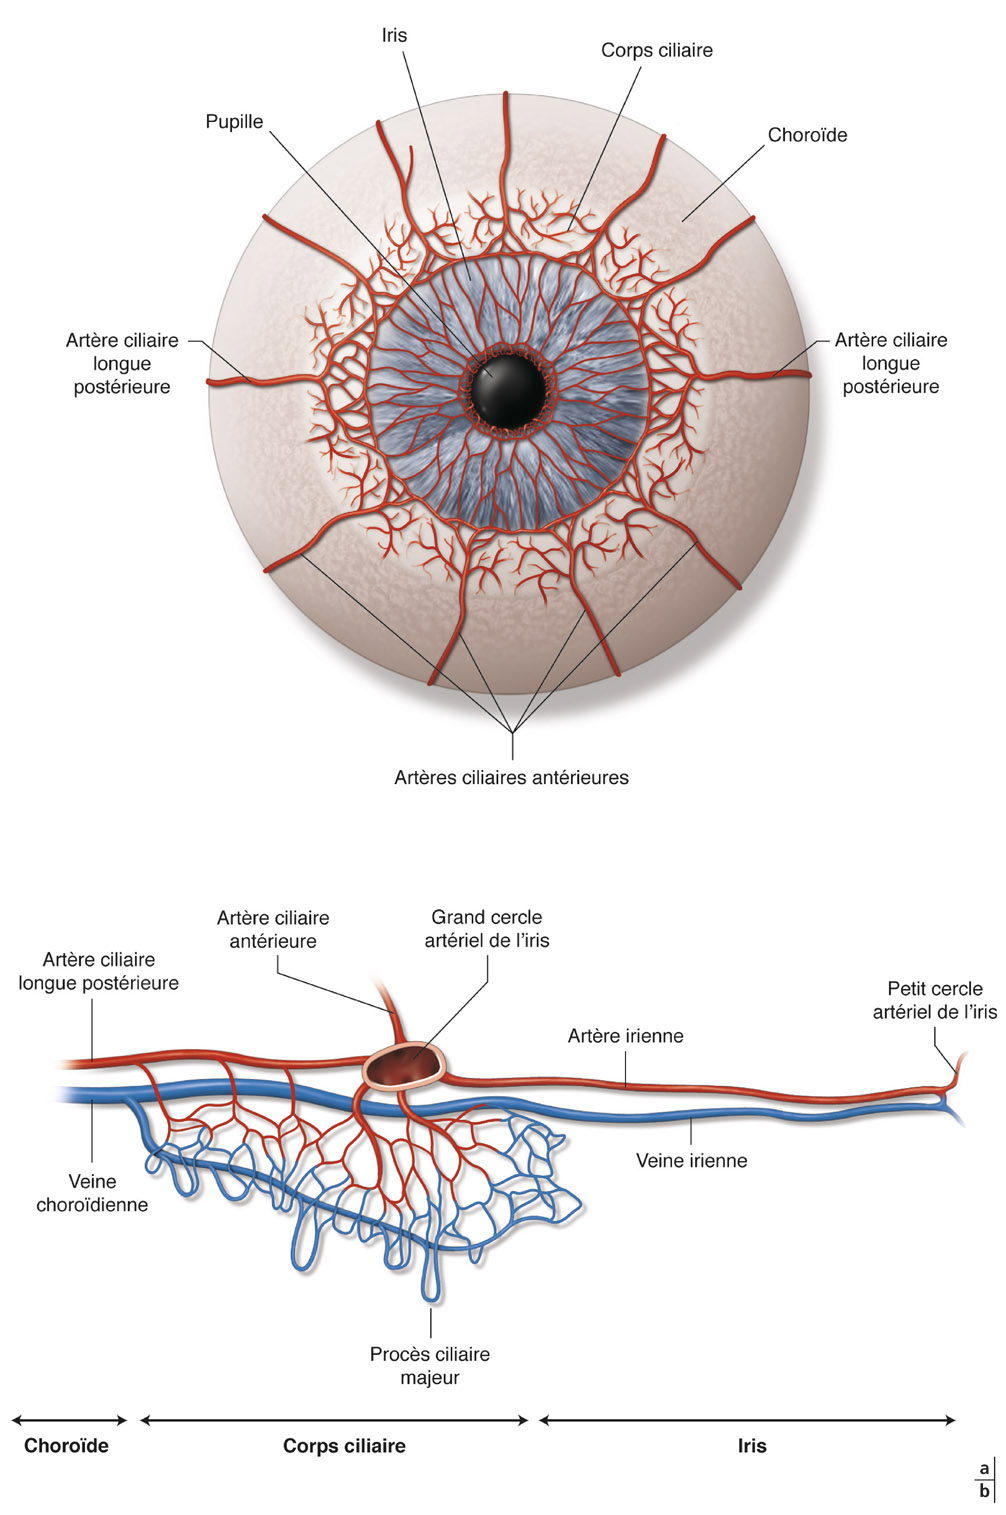 Iris
Corps ciliaire
Pupille
Choroïde
Artère ciliaire
longue
postérieure
Artère ciliaire
longue
postérieure
Artères ciliaires antérieures
Artère ciliaire
antérieure
Grand cercle
artériel de l’iris
Artère ciliaire
longue postérieure
Petit cercle
artériel de l’iris
Artère irienne
Veine irienne
Veine
choroïdienne
Procès ciliaire
majeur
Choroïde
Corps ciliaire
Iris
a
b